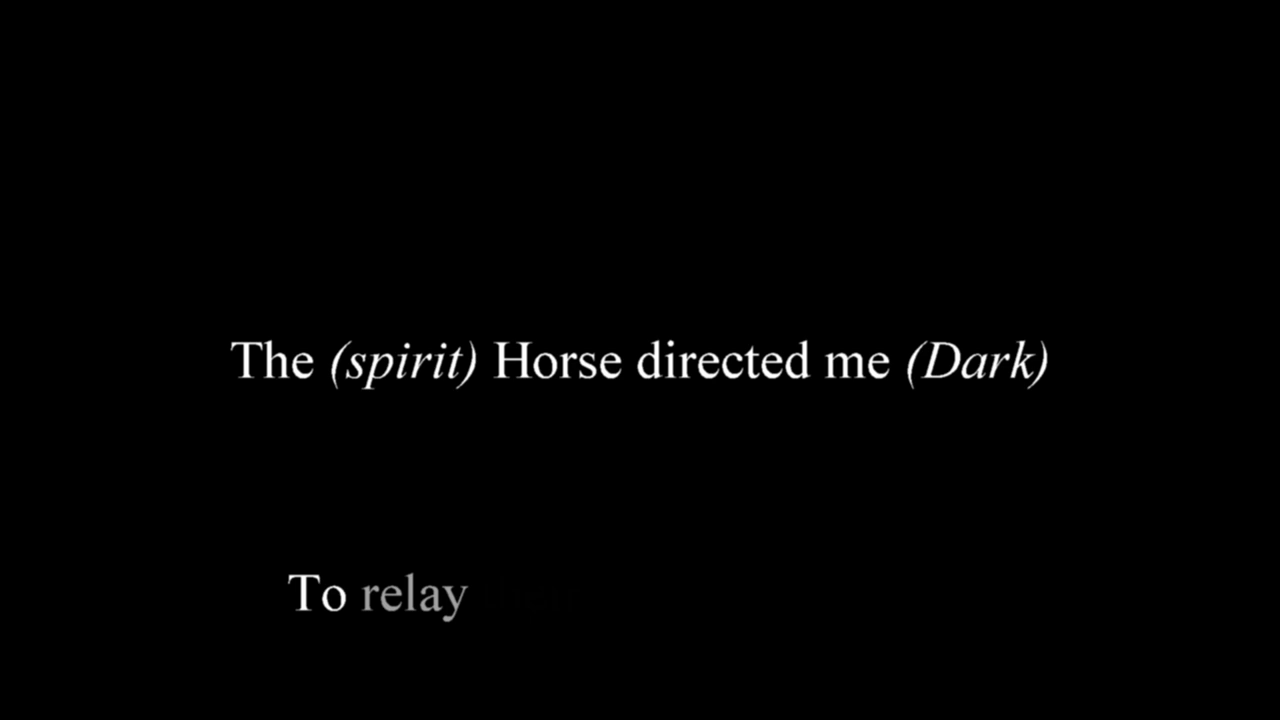 The (spirit) Horse directed me (Dark)
To relay